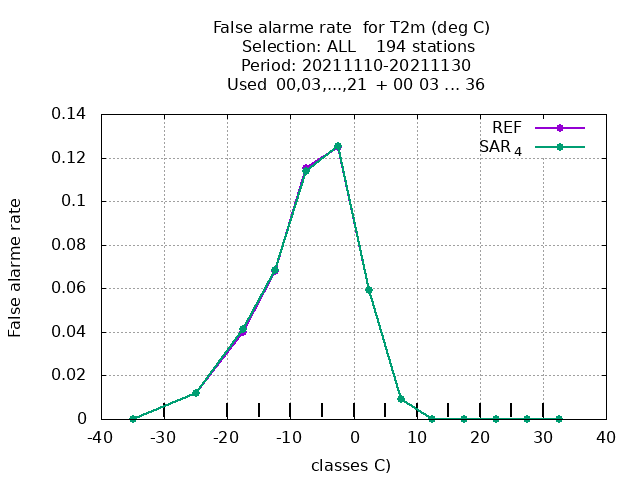 False alarme rate  for T2m (deg C)
Selection: ALL    194 stations
Period: 20211110-20211130
Used  00,03,...,21  + 00 03 ... 36
0.14
0.12
0.1
0.08
0.06
0.04
0.02
0
False alarme rate
REF
SAR4
-40 -30 -20 -10 0 10 20 30 40
classes C)